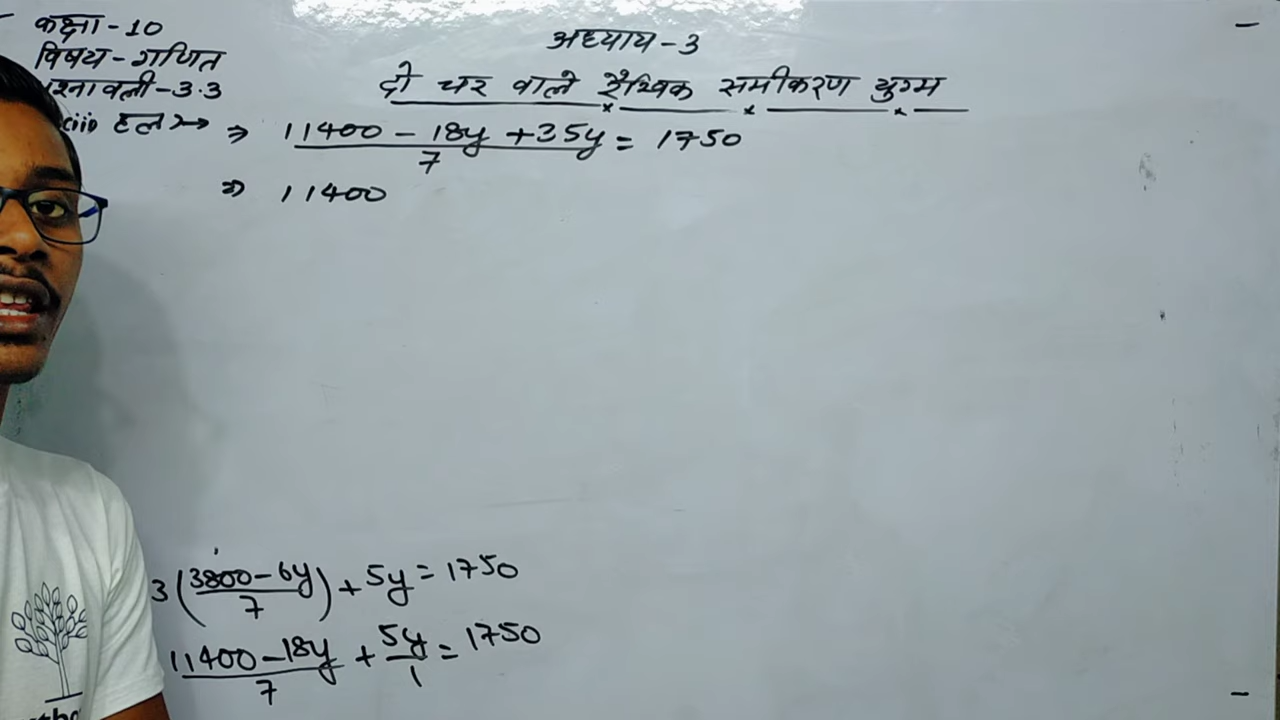 कक्षा-10
विषय-गणित
अध्याय-3
दो चर वाले रैखिक समीकरण युग्म
प्रश्नावली-3.3
(iii) हल →
⇒ (11400 - 18y + 35y)/7 = 1750
⇒ 11400
3((3800-6y)/7) + 5y = 1750
(11400-18y)/7 + 5y/1 = 1750